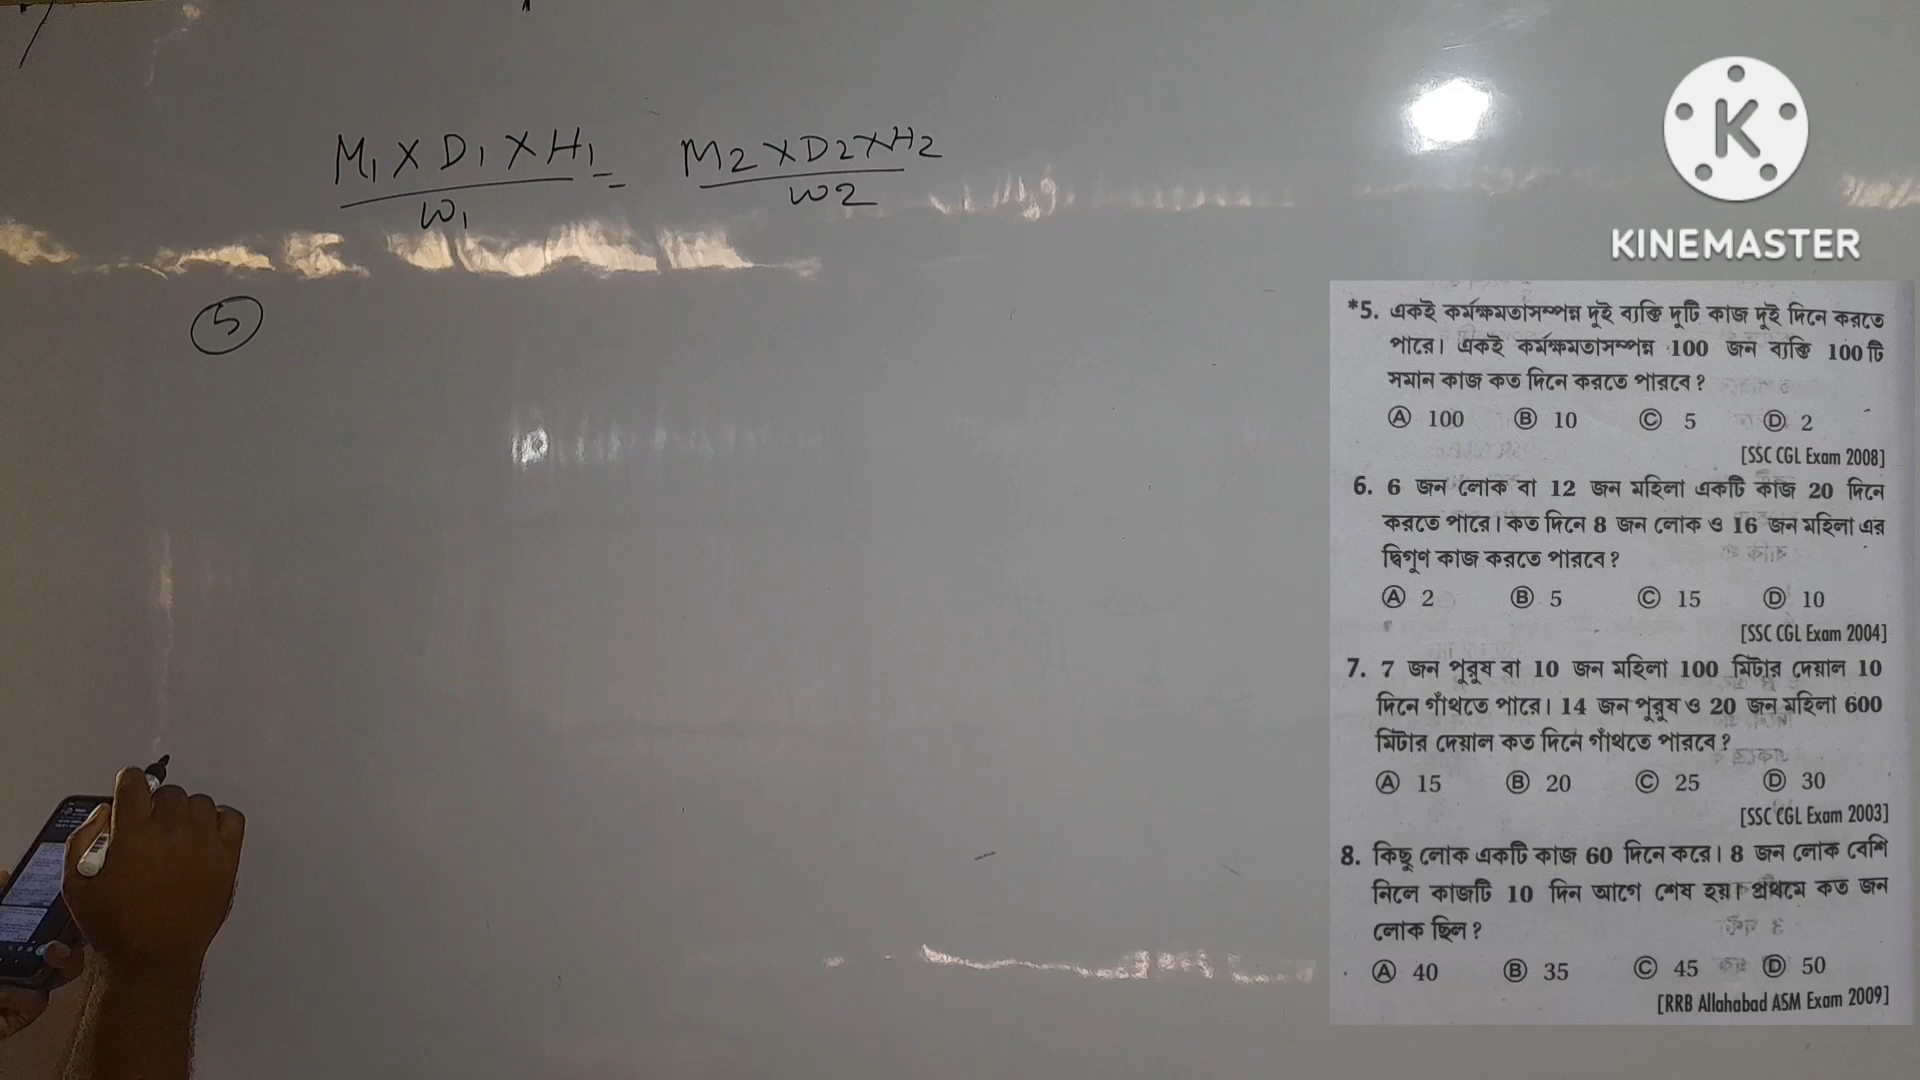 M1 X D1 X H1 = M2 X D2 X H2
W1 W2
5
KINEMASTER
*5. একই কর্মক্ষমতাসম্পন্ন দুই ব্যক্তি দুটি কাজ দুই দিনে করতে
পারে। একই কর্মক্ষমতাসম্পন্ন 100 জন ব্যক্তি 100 টি
সমান কাজ কত দিনে করতে পারবে?
Ⓐ 100 Ⓑ 10 Ⓒ 5 Ⓓ 2
[SSC CGL Exam 2008]
6. 6 জন লোক বা 12 জন মহিলা একটি কাজ 20 দিনে
করতে পারে। কত দিনে 8 জন লোক ও 16 জন মহিলা এর
দ্বিগুণ কাজ করতে পারবে?
Ⓐ 2 Ⓑ 5 Ⓒ 15 Ⓓ 10
[SSC CGL Exam 2004]
7. 7 জন পুরুষ বা 10 জন মহিলা 100 মিটার দেয়াল 10
দিনে গাঁথতে পারে। 14 জন পুরুষ ও 20 জন মহিলা 600
মিটার দেয়াল কত দিনে গাঁথতে পারবে?
Ⓐ 15 Ⓑ 20 Ⓒ 25 Ⓓ 30
[SSC CGL Exam 2003]
8. কিছু লোক একটি কাজ 60 দিনে করে। 8 জন লোক বেশি
নিলে কাজটি 10 দিন আগে শেষ হয়। প্রথমে কত জন
লোক ছিল?
Ⓐ 40 Ⓑ 35 Ⓒ 45 Ⓓ 50
[RRB Allahabad ASM Exam 2009]